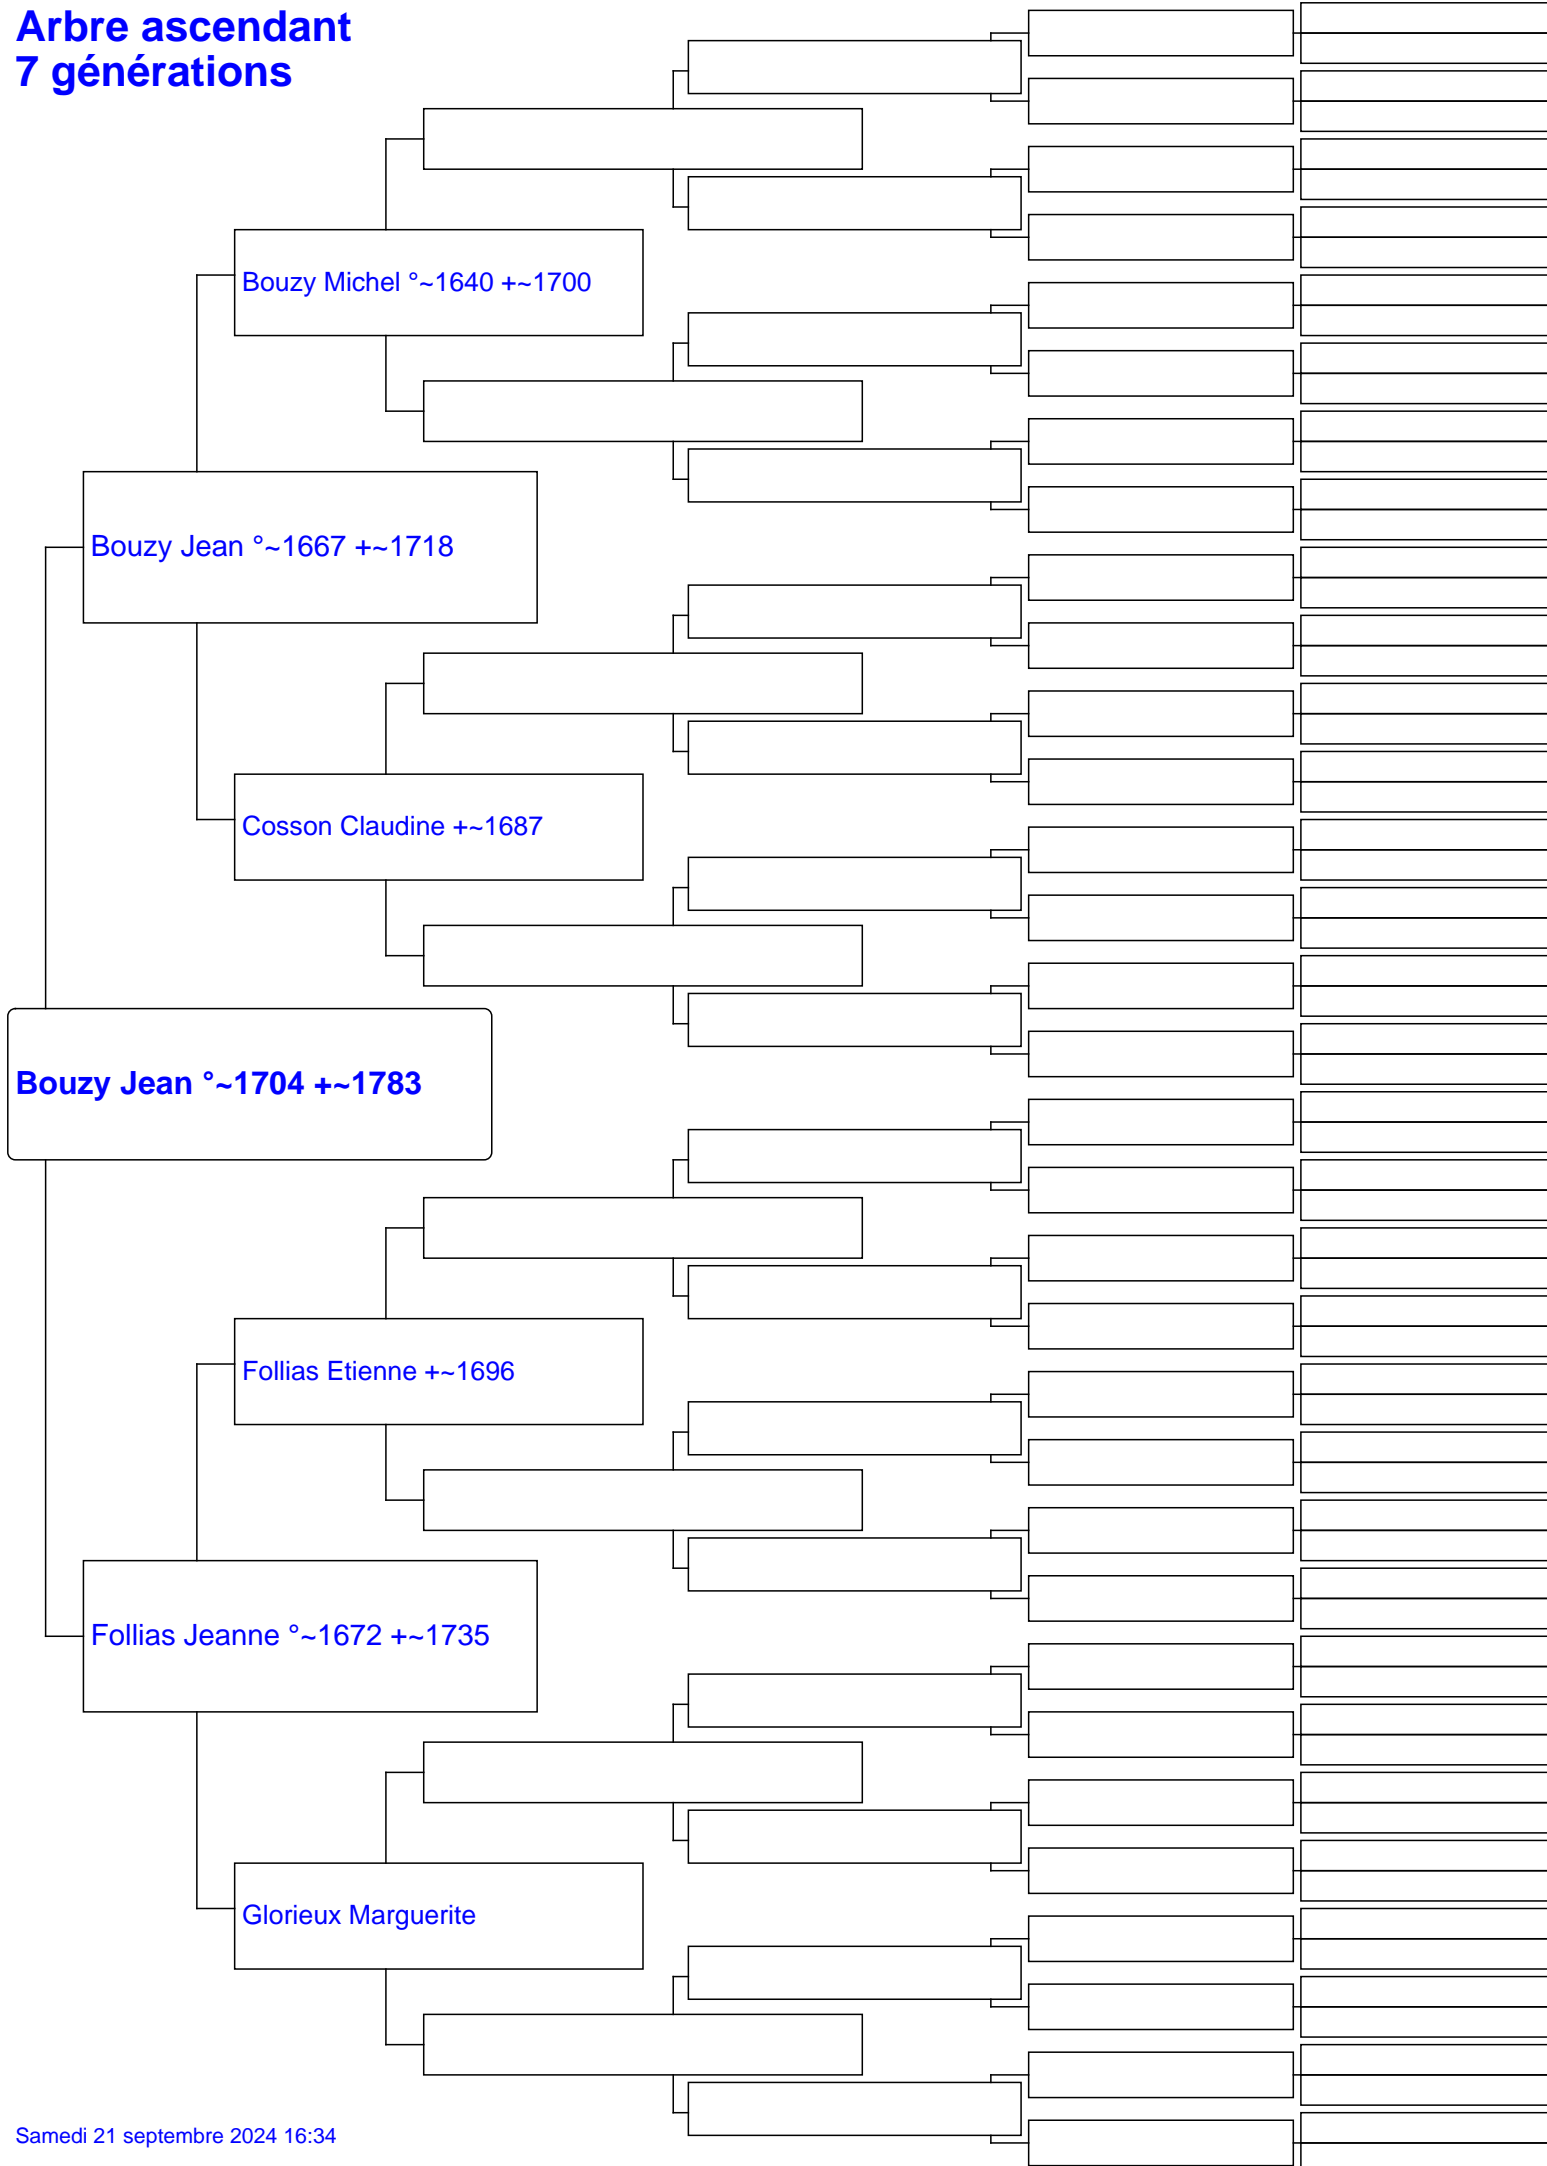 Arbre ascendant
7 générations
Bouzy Michel °~1640 +~1700
Bouzy Jean °~1667 +~1718
Cosson Claudine +~1687
Bouzy Jean °~1704 +~1783
Follias Etienne +~1696
Follias Jeanne °~1672 +~1735
Glorieux Marguerite
Samedi 21 septembre 2024 16:34